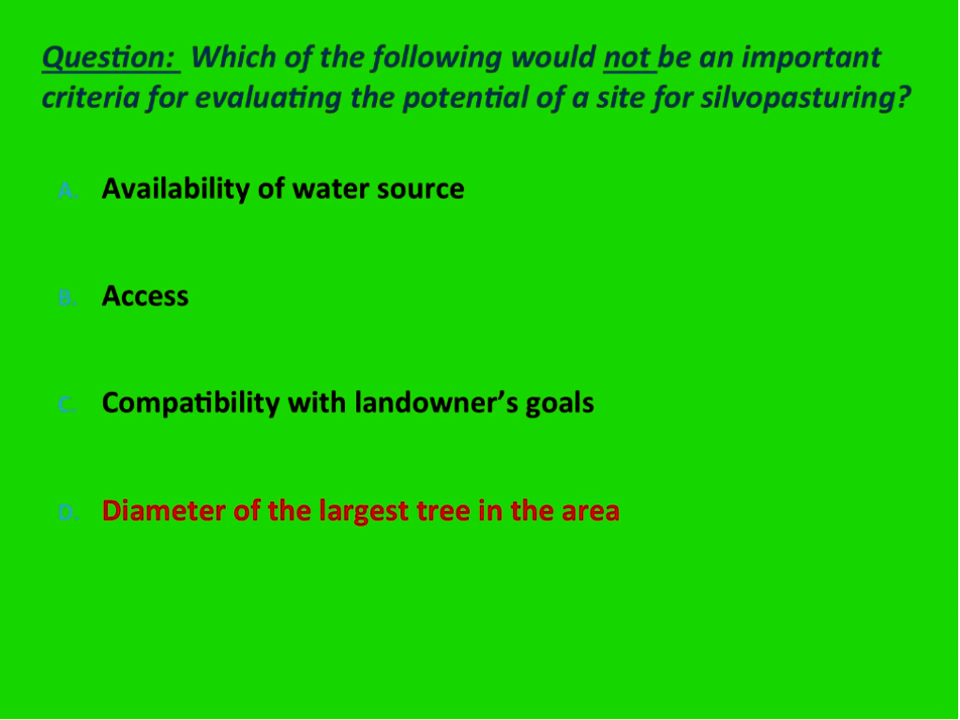 Question: Which of the following would not be an important
criteria for evaluating the potential of a site for silvopasturing?
A. Availability of water source
B. Access
C. Compatibility with landowner’s goals
D. Diameter of the largest tree in the area